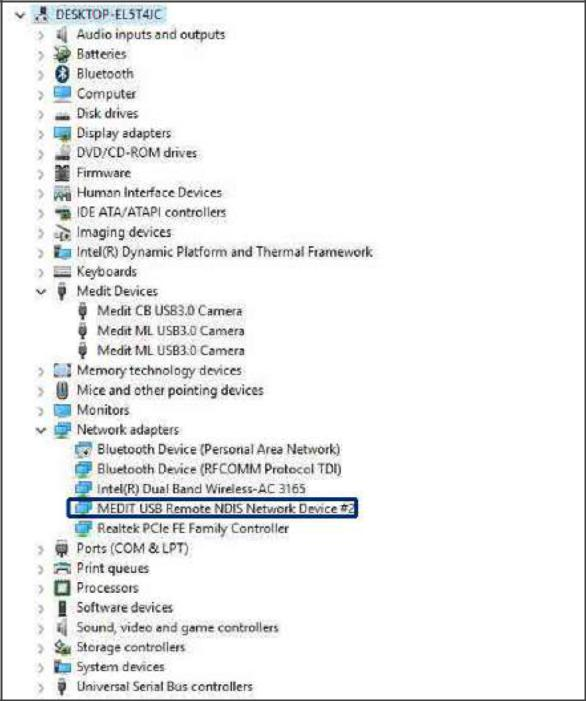 DESKTOP-EL5T4JC
Audio inputs and outputs
Batteries
Bluetooth
Computer
Disk drives
Display adapters
DVD/CD-ROM drives
Firmware
Human Interface Devices
IDE ATA/ATAPI controllers
Imaging devices
Intel(R) Dynamic Platform and Thermal Framework
Keyboards
Medit Devices
Medit CB USB3.0 Camera
Medit ML USB3.0 Camera
Medit ML USB3.0 Camera
Memory technology devices
Mice and other pointing devices
Monitors
Network adapters
Bluetooth Device (Personal Area Network)
Bluetooth Device (RFCOMM Protocol TDI)
Intel(R) Dual Band Wireless-AC 3165
MEDIT USB Remote NDIS Network Device #2
Realtek PCIe FE Family Controller
Ports (COM & LPT)
Print queues
Processors
Software devices
Sound, video and game controllers
Storage controllers
System devices
Universal Serial Bus controllers